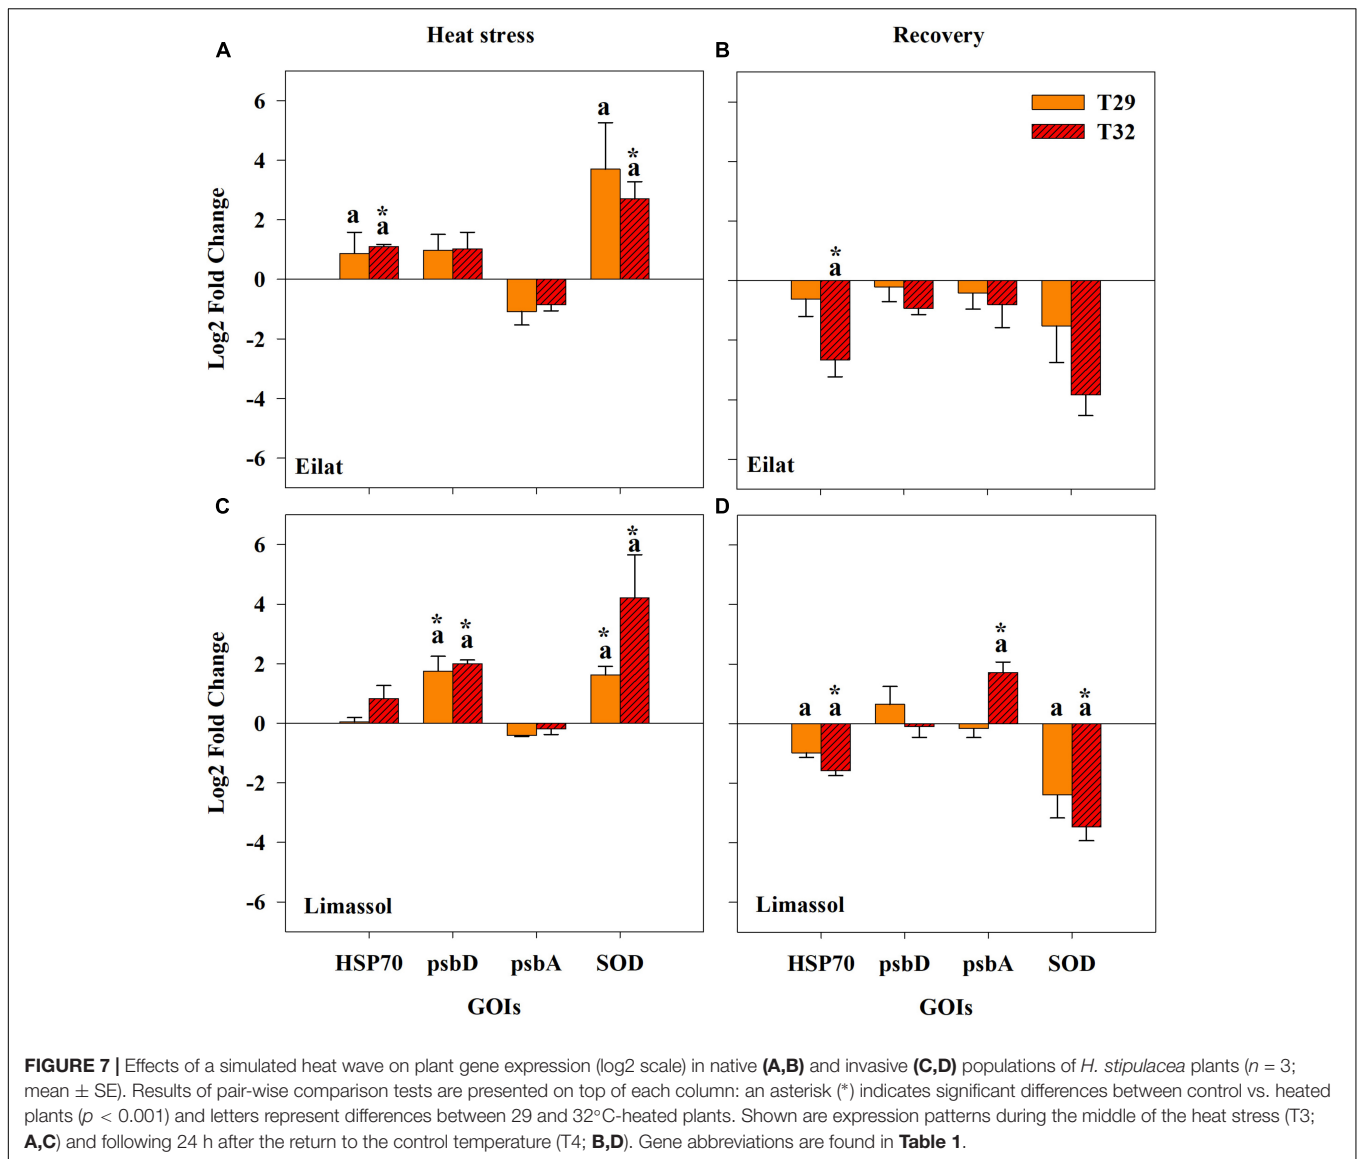 Heat stress
Recovery
A
B
T29
T32
Log2 Fold Change
6
4
2
0
-2
-4
-6
a
*
a
a
*
a
*
a
Eilat
Eilat
C
D
Log2 Fold Change
6
4
2
0
-2
-4
-6
*
a
*
a
*
a
*
a
a
*
a
*
a
a
*
a
Limassol
Limassol
HSP70 psbD psbA SOD
HSP70 psbD psbA SOD
GOIs
GOIs
FIGURE 7 | Effects of a simulated heat wave on plant gene expression (log2 scale) in native (A,B) and invasive (C,D) populations of H. stipulacea plants (n = 3;
mean ± SE). Results of pair-wise comparison tests are presented on top of each column: an asterisk (*) indicates significant differences between control vs. heated
plants (p < 0.001) and letters represent differences between 29 and 32°C-heated plants. Shown are expression patterns during the middle of the heat stress (T3;
A,C) and following 24 h after the return to the control temperature (T4; B,D). Gene abbreviations are found in Table 1.